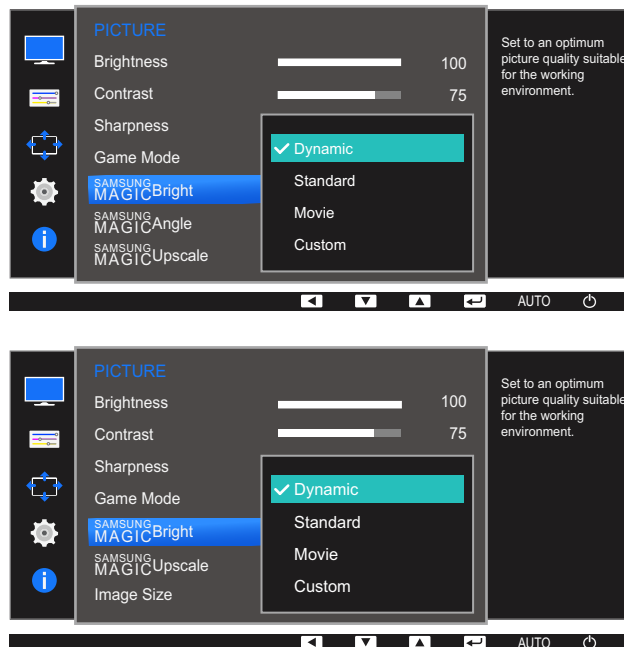 PICTURE
Brightness 100
Contrast 75
Sharpness
Game Mode
SAMSUNG
MAGICBright
SAMSUNG
MAGICAngle
SAMSUNG
MAGICUpscale
Dynamic
Standard
Movie
Custom
Set to an optimum
picture quality suitable
for the working
environment.
AUTO
PICTURE
Brightness 100
Contrast 75
Sharpness
Game Mode
SAMSUNG
MAGICBright
SAMSUNG
MAGICUpscale
Image Size
Dynamic
Standard
Movie
Custom
Set to an optimum
picture quality suitable
for the working
environment.
AUTO